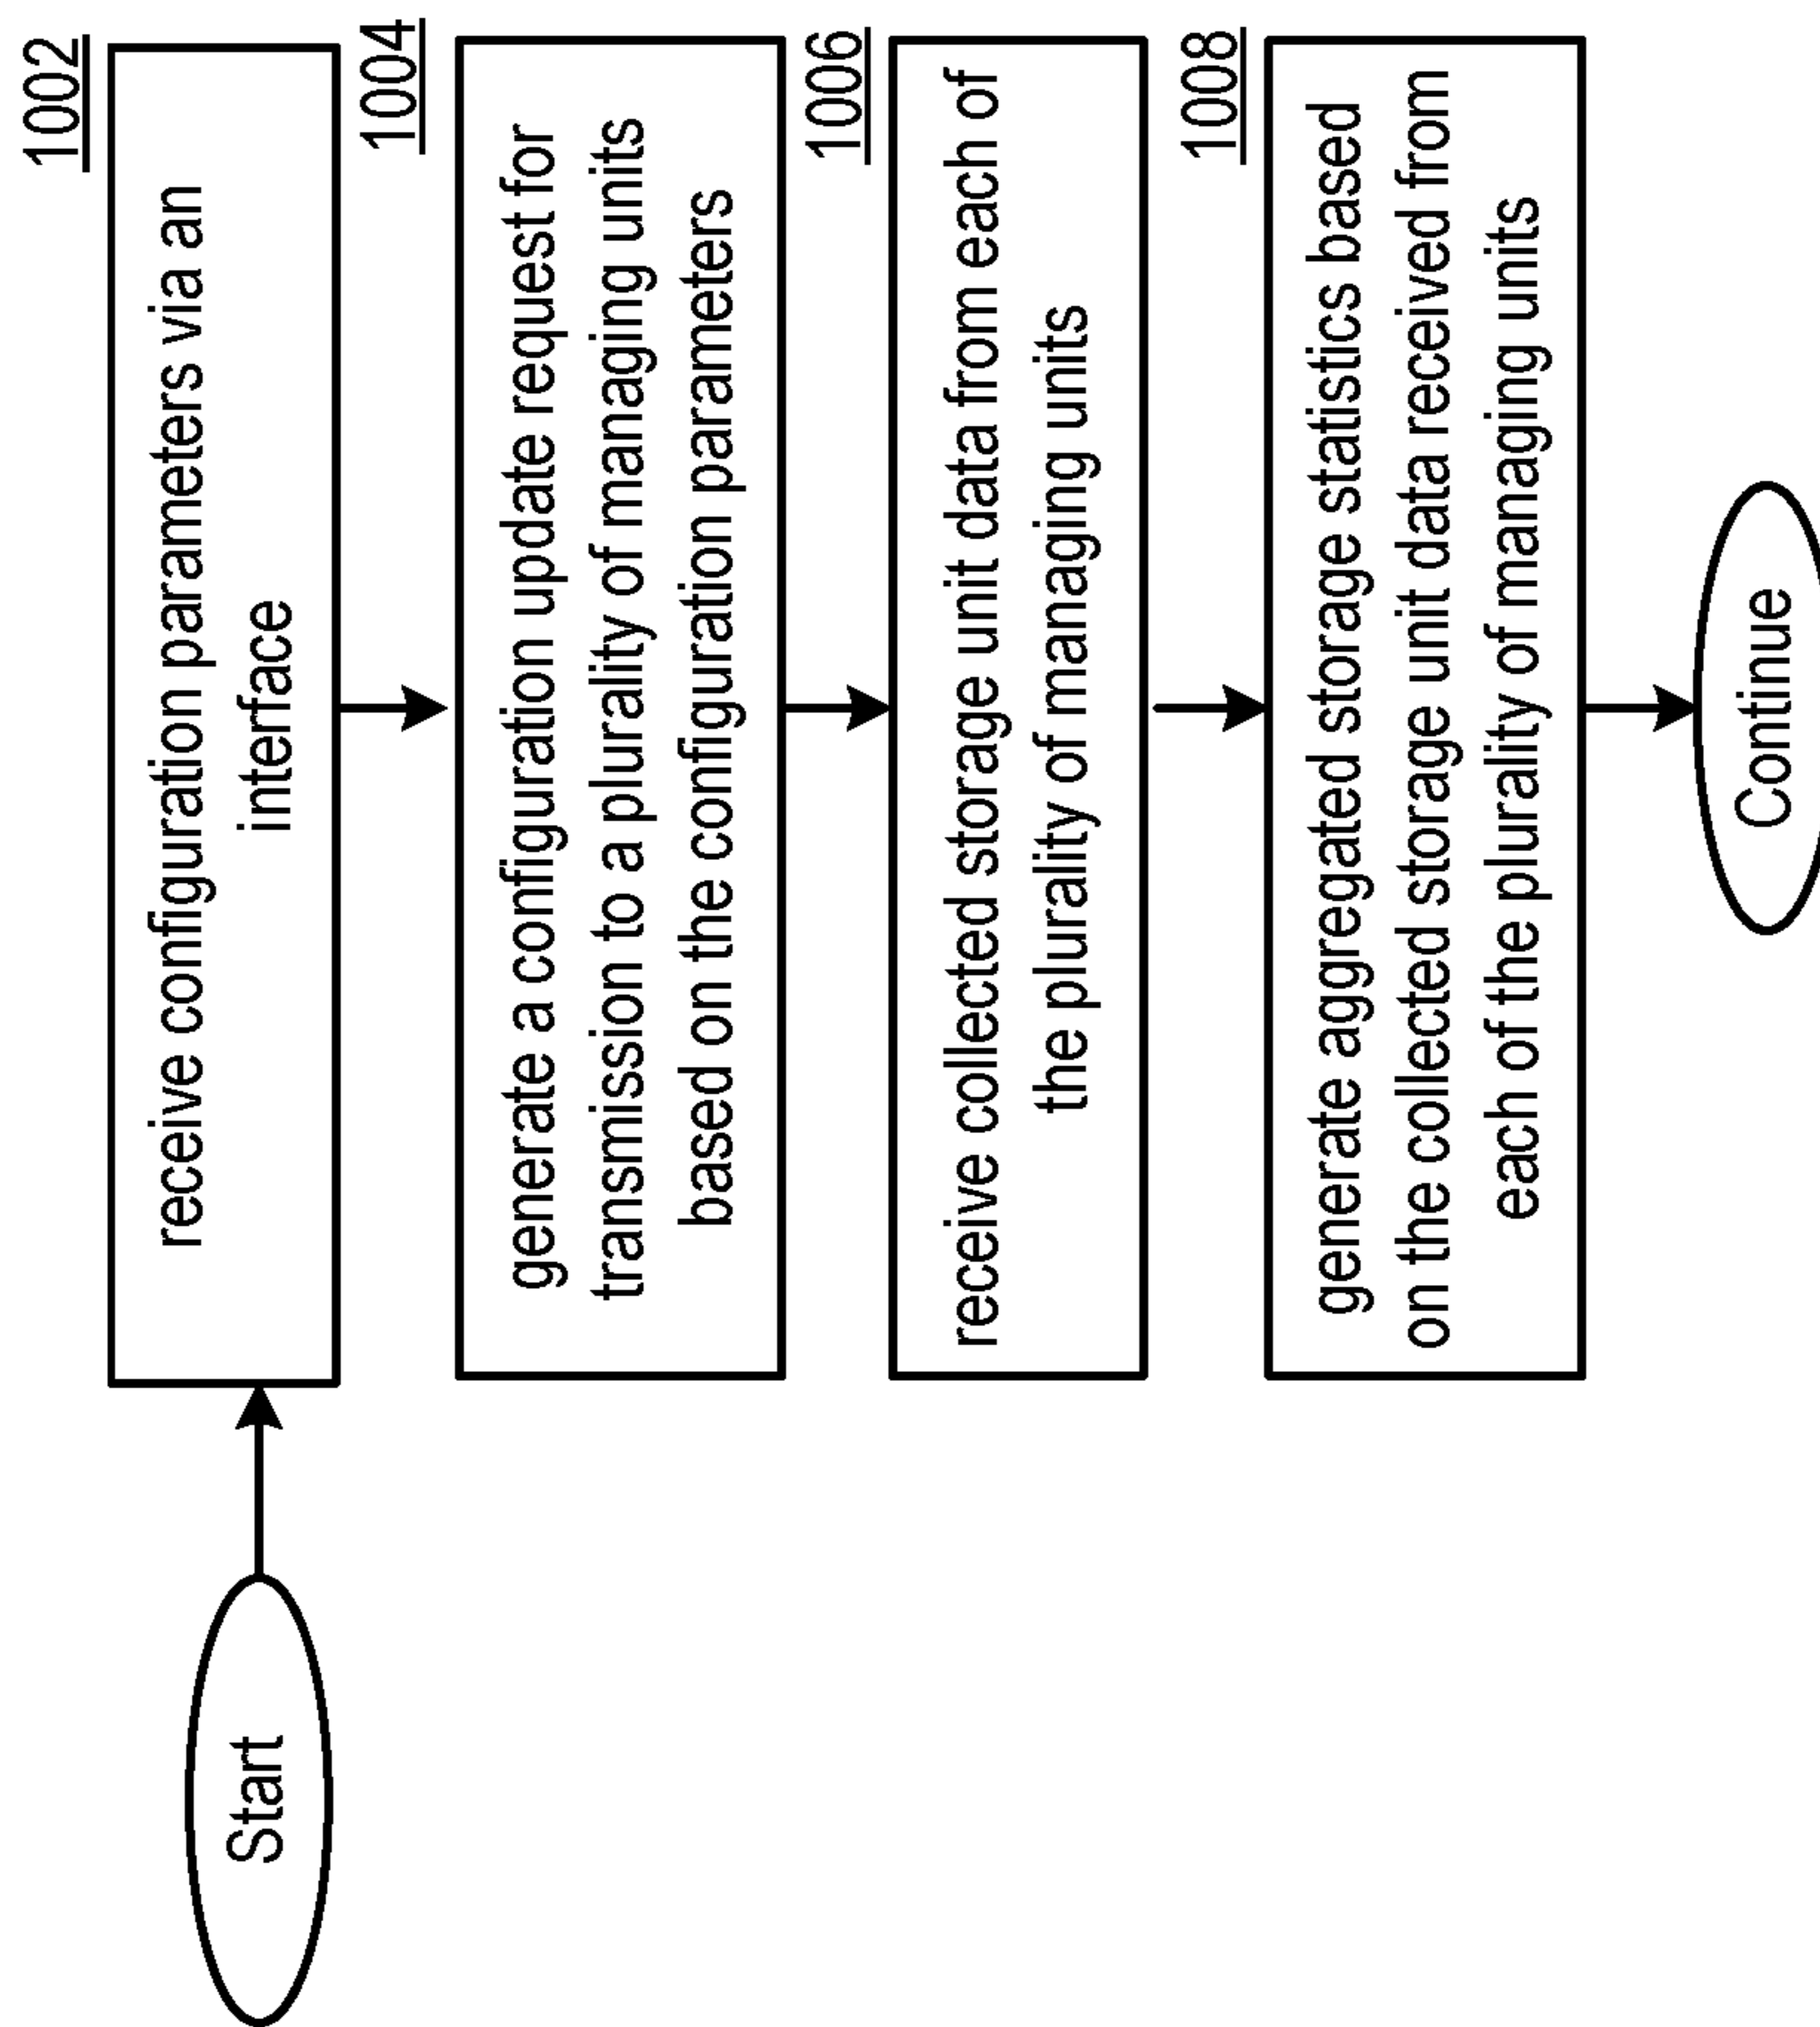 Start
1002
receive configuration parameters via an
interface
1004
generate a configuration update request for
transmission to a plurality of managing units
based on the configuration parameters
1006
receive collected storage unit data from each of
the plurality of managing units
1008
generate aggregated storage statistics based
on the collected storage unit data received from
each of the plurality of managing units
Continue